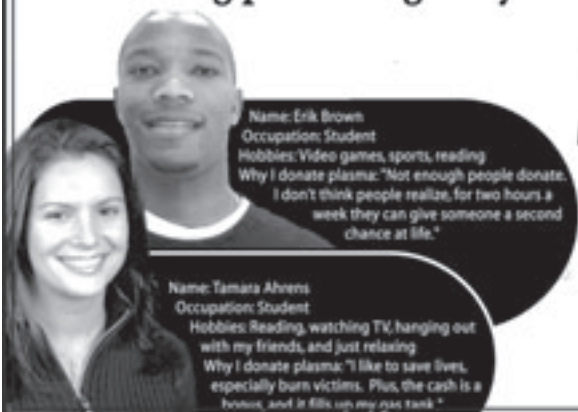 Name: Erik Brown
Occupation: Student
Hobbies: Video games, sports, reading
Why I donate plasma: "Not enough people donate.
I don't think people realize, for two hours a
week they can give someone a second
chance at life."
Name: Tamara Ahrens
Occupation: Student
Hobbies: Reading, watching TV, hanging out
with my friends, and just relaxing
Why I donate plasma: "I like to save lives,
especially burn victims. Plus, the cash is a
bonus, and it fills up my gas tank."